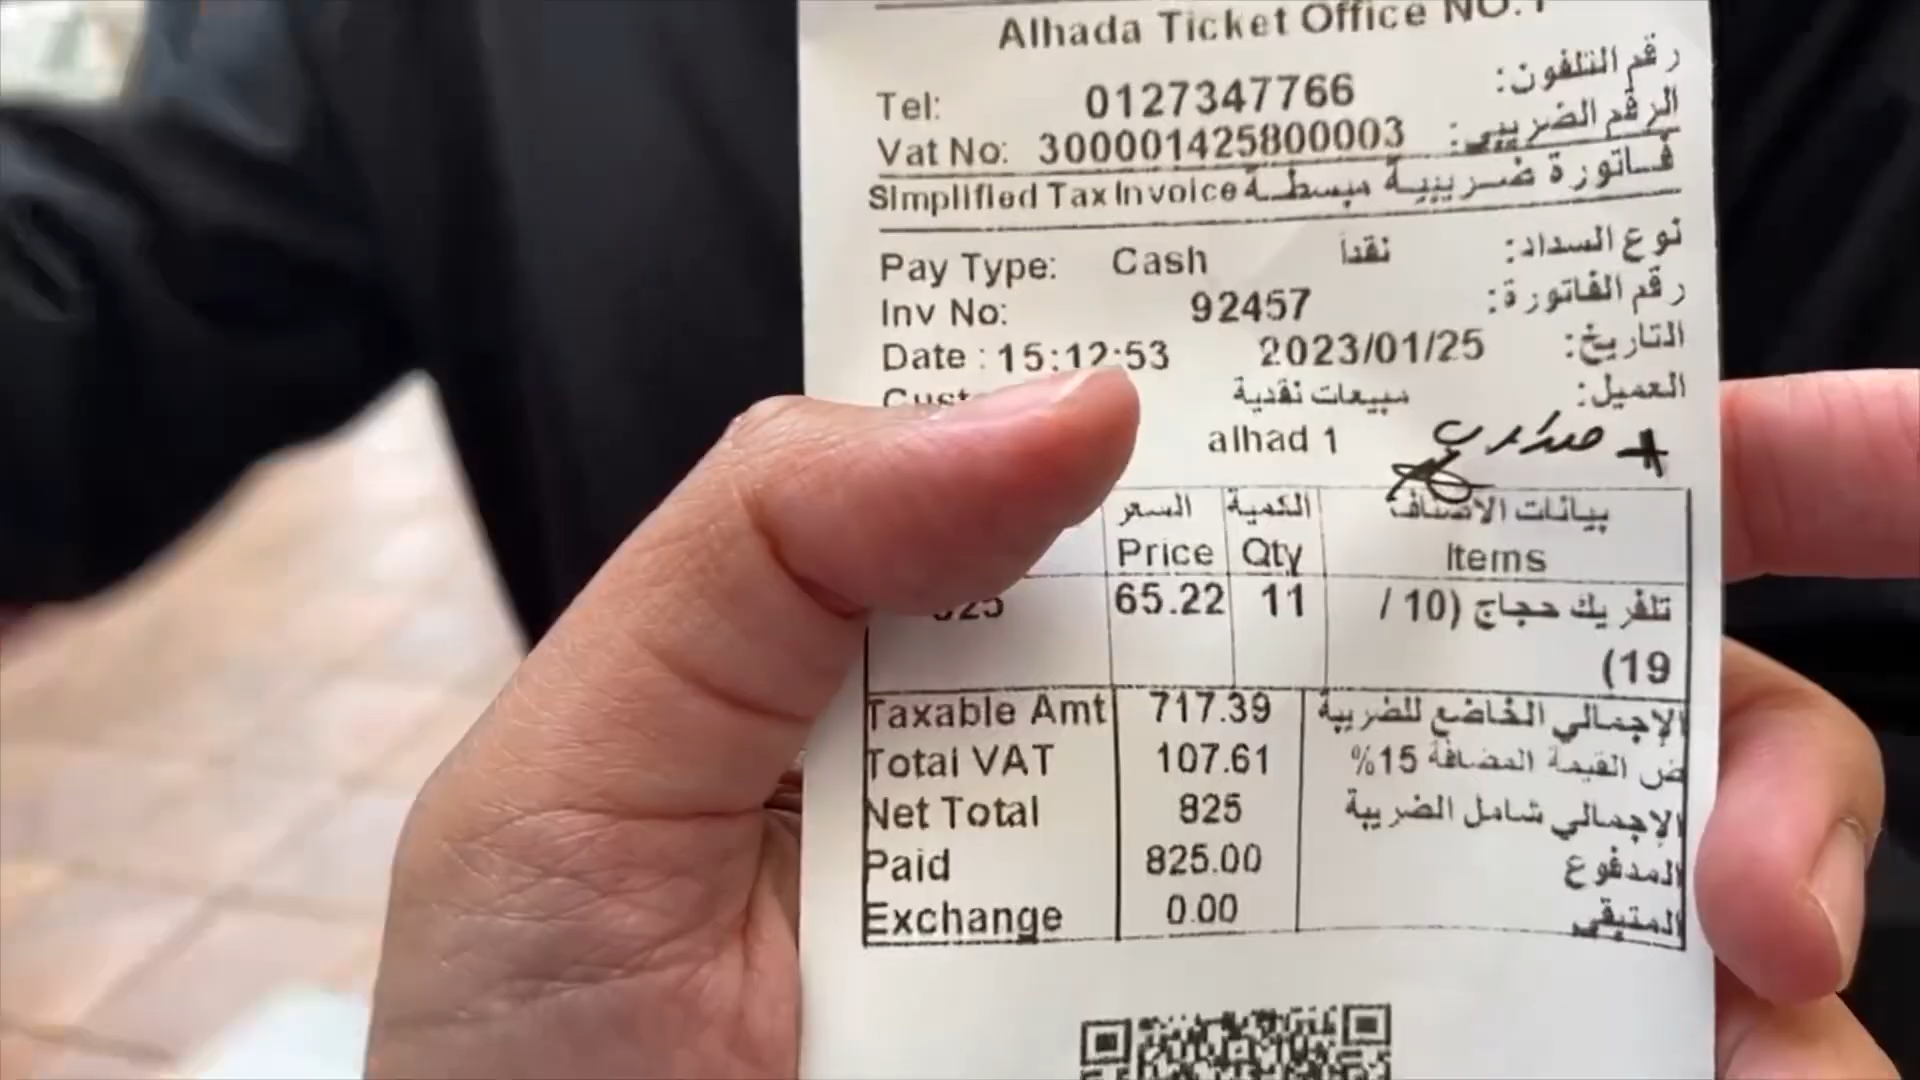 Alhada Ticket Office NO.
Tel: 0127347766 رقم التلفون:
Vat No: 300001425800003 الرقم الضريبي:
Simplified Tax Invoice فاتورة ضريبية مبسطة
Pay Type: Cash نقدا نوع السداد:
Inv No: 92457 رقم الفاتورة:
Date : 15:12:53 2023/01/25 التاريخ:
مبيعات نقدية العميل:
alhad 1
السعر الكمية بيانات الاصناف
Price Qty Items
65.22 11 تلفريك حجاج (10 /
19)
Taxable Amt 717.39 الإجمالي الخاضع للضريبة
Total VAT 107.61 ض القيمة المضافة 15%
Net Total 825 الإجمالي شامل الضريبة
Paid 825.00 المدفوع
Exchange 0.00 المتبقي